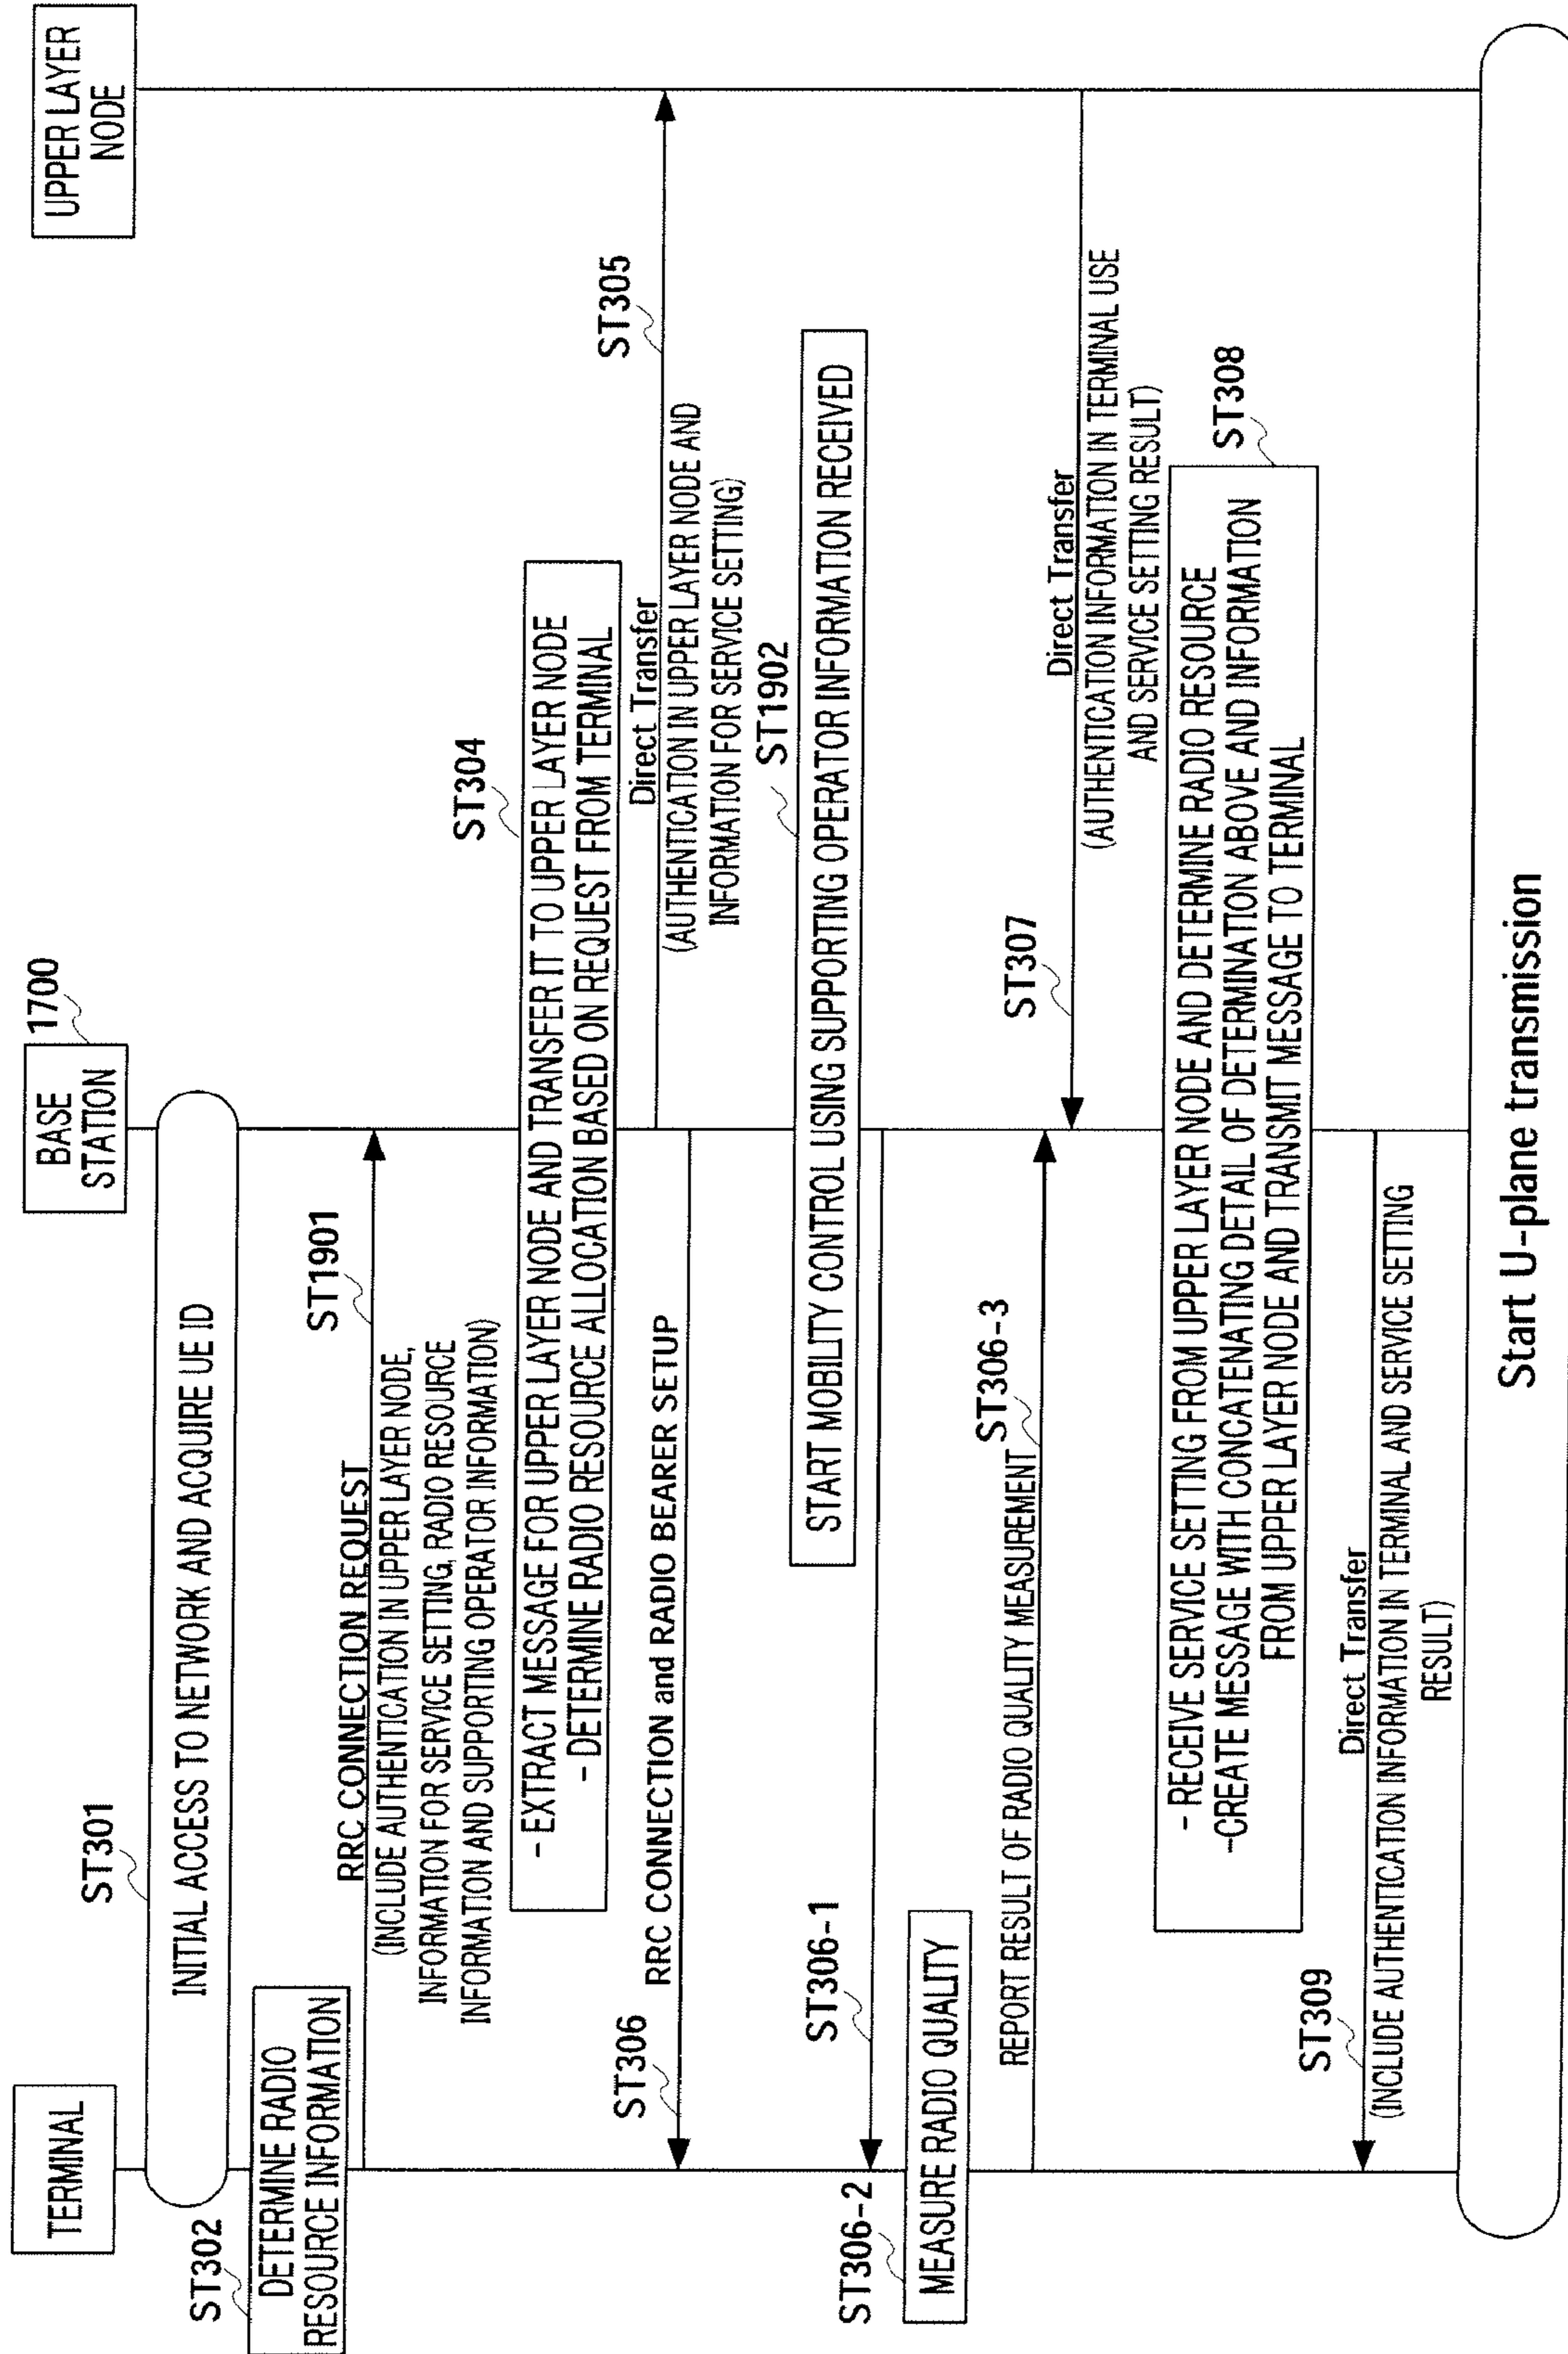 TERMINAL
BASE
STATION
1700
UPPER LAYER
NODE
ST301
INITIAL ACCESS TO NETWORK AND ACQUIRE UE ID
ST302
DETERMINE RADIO
RESOURCE INFORMATION
RRC CONNECTION REQUEST
ST1901
(INCLUDE AUTHENTICATION IN UPPER LAYER NODE,
INFORMATION FOR SERVICE SETTING, RADIO RESOURCE
INFORMATION AND SUPPORTING OPERATOR INFORMATION)
ST304
- EXTRACT MESSAGE FOR UPPER LAYER NODE AND TRANSFER IT TO UPPER LAYER NODE
- DETERMINE RADIO RESOURCE ALLOCATION BASED ON REQUEST FROM TERMINAL
Direct Transfer
ST305
(AUTHENTICATION IN UPPER LAYER NODE AND
INFORMATION FOR SERVICE SETTING)
ST306
RRC CONNECTION and RADIO BEARER SETUP
ST1902
START MOBILITY CONTROL USING SUPPORTING OPERATOR INFORMATION RECEIVED
ST306-1
ST306-2
MEASURE RADIO QUALITY
REPORT RESULT OF RADIO QUALITY MEASUREMENT
ST306-3
ST307
Direct Transfer
(AUTHENTICATION INFORMATION IN TERMINAL USE
AND SERVICE SETTING RESULT)
ST308
- RECEIVE SERVICE SETTING FROM UPPER LAYER NODE AND DETERMINE RADIO RESOURCE
-CREATE MESSAGE WITH CONCATENATING DETAIL OF DETERMINATION ABOVE AND INFORMATION
FROM UPPER LAYER NODE AND TRANSMIT MESSAGE TO TERMINAL
ST309
Direct Transfer
(INCLUDE AUTHENTICATION INFORMATION IN TERMINAL AND SERVICE SETTING
RESULT)
Start U-plane transmission